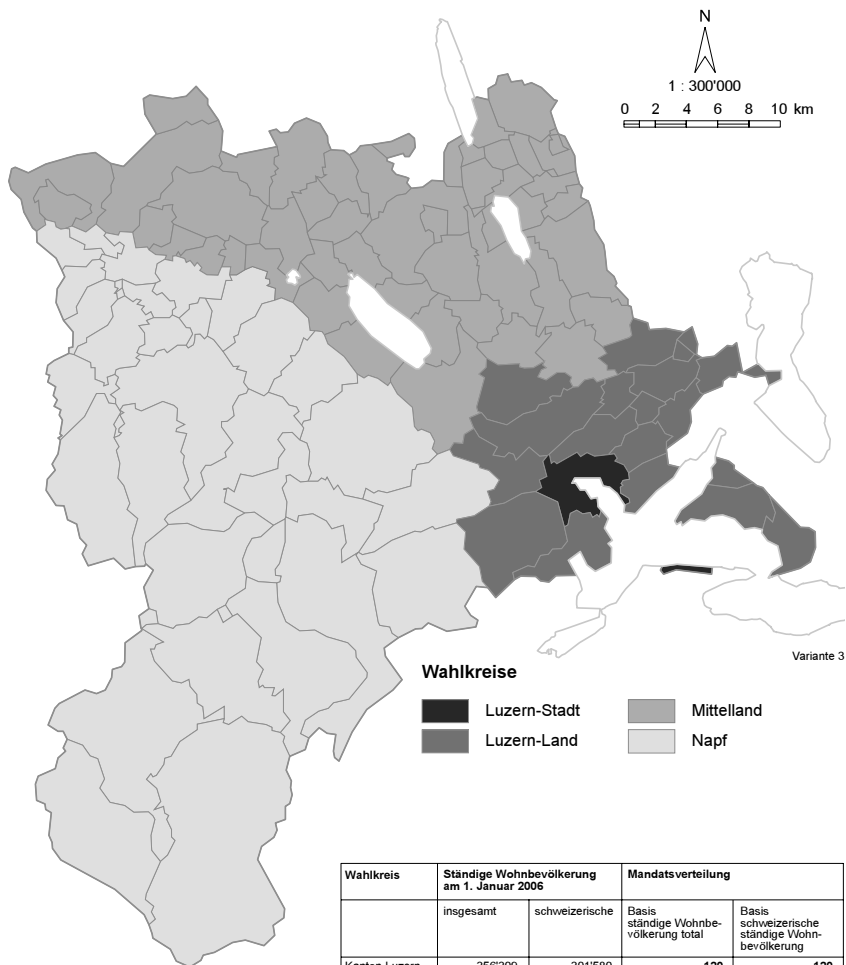 N
1 : 300'000
0 2 4 6 8 10 km
Variante 3
Wahlkreise
Luzern-Stadt
Mittelland
Luzern-Land
Napf
Wahlkreis
Ständige Wohnbevölkerung
am 1. Januar 2006
Mandatsverteilung
insgesamt
schweizerische
Basis
ständige Wohnbe-
völkerung total
Basis
schweizerische
ständige Wohn-
bevölkerung